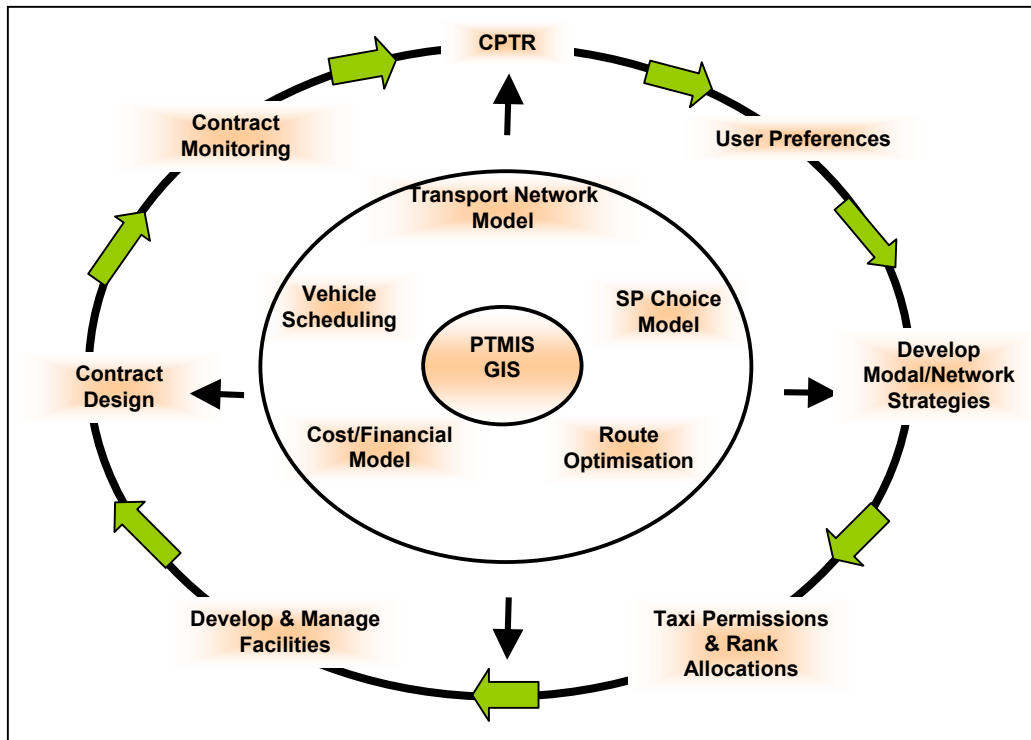 CPTR
Contract
Monitoring
User Preferences
Transport Network
Model
Vehicle
Scheduling
SP Choice
Model
PTMIS
GIS
Contract
Design
Develop
Modal/Network
Strategies
Cost/Financial
Model
Route
Optimisation
Develop & Manage
Facilities
Taxi Permissions
& Rank
Allocations